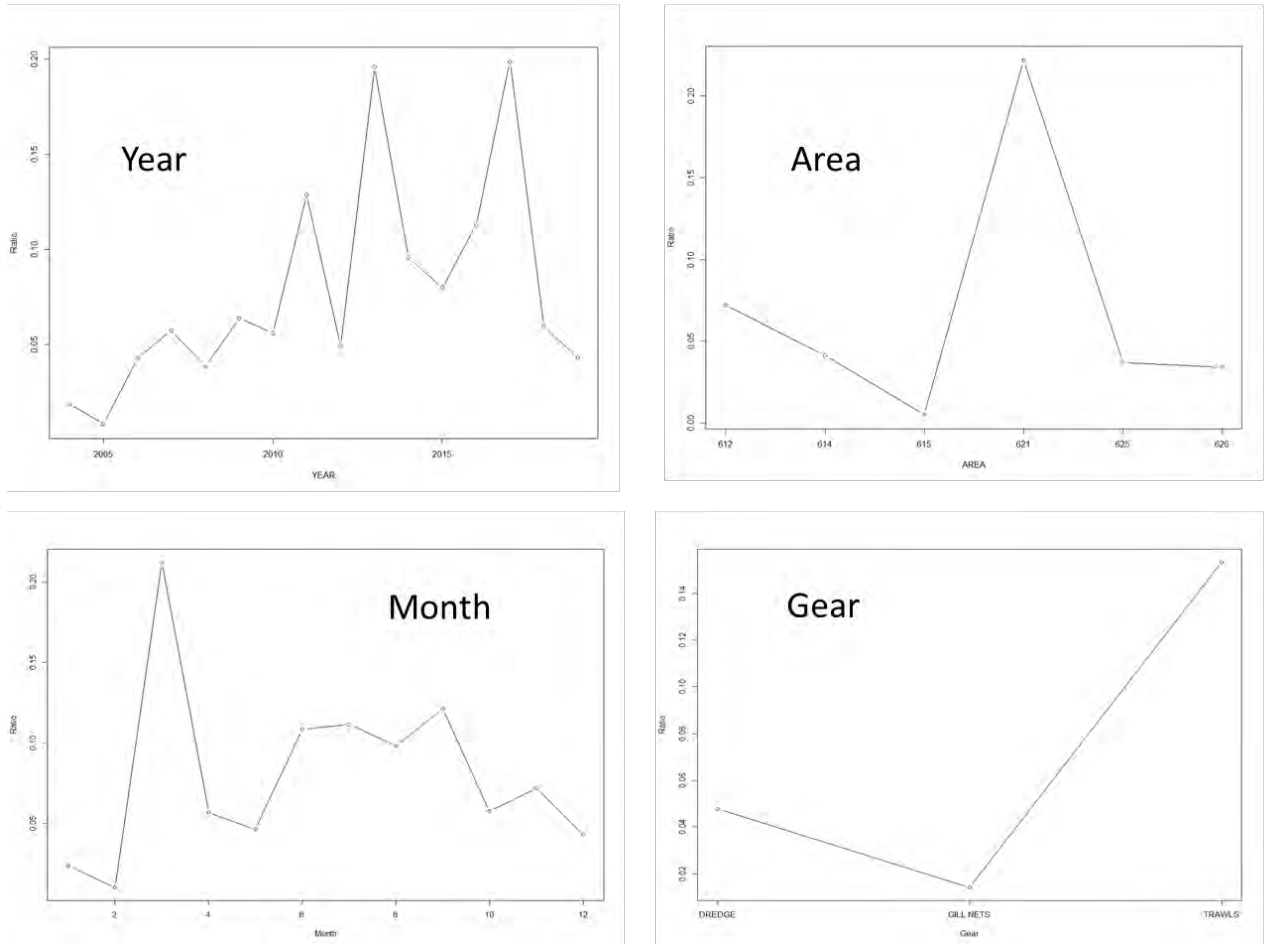 Year
0.20
0.15
0.10
0.05
Ratio
2005 2010 2015
YEAR
Area
0.20
0.15
0.10
0.05
0.00
Ratio
612 614 615 621 625 626
AREA
Month
0.20
0.15
0.10
0.05
Ratio
2 4 6 8 10 12
Month
Gear
0.14
0.12
0.10
0.08
0.06
0.04
0.02
Ratio
DREDGE GILL NETS TRAWLS
Gear